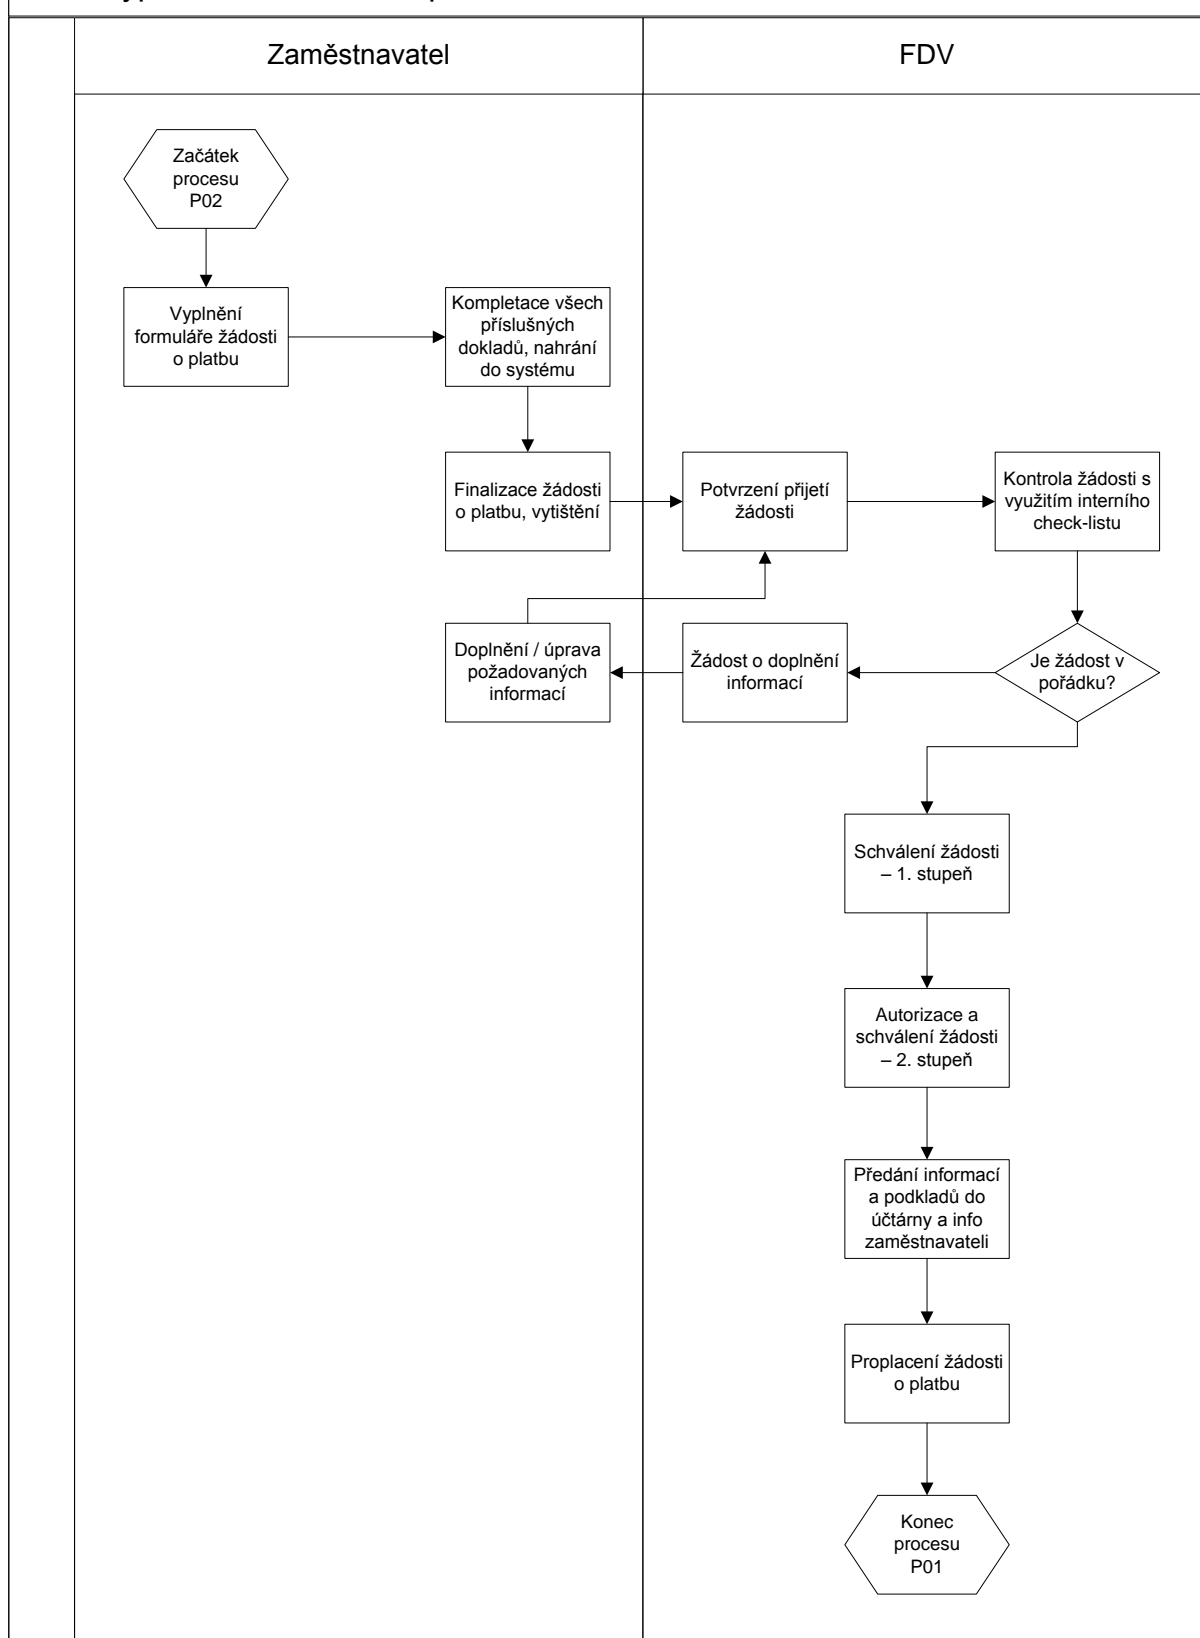 Zaměstnavatel
FDV
Začátek
procesu
P02
Vyplnění
formuláře žádosti
o platbu
Kompletace všech
příslušných
dokladů, nahrání
do systému
Finalizace žádosti
o platbu, vytištění
Potvrzení přijetí
žádosti
Kontrola žádosti s
využitím interního
check-listu
Doplnění / úprava
požadovaných
informací
Žádost o doplnění
informací
Je žádost v
pořádku?
Schválení žádosti
– 1. stupeň
Autorizace a
schválení žádosti
– 2. stupeň
Předání informací
a podkladů do
účtárny a info
zaměstnavateli
Proplacení žádosti
o platbu
Konec
procesu
P01